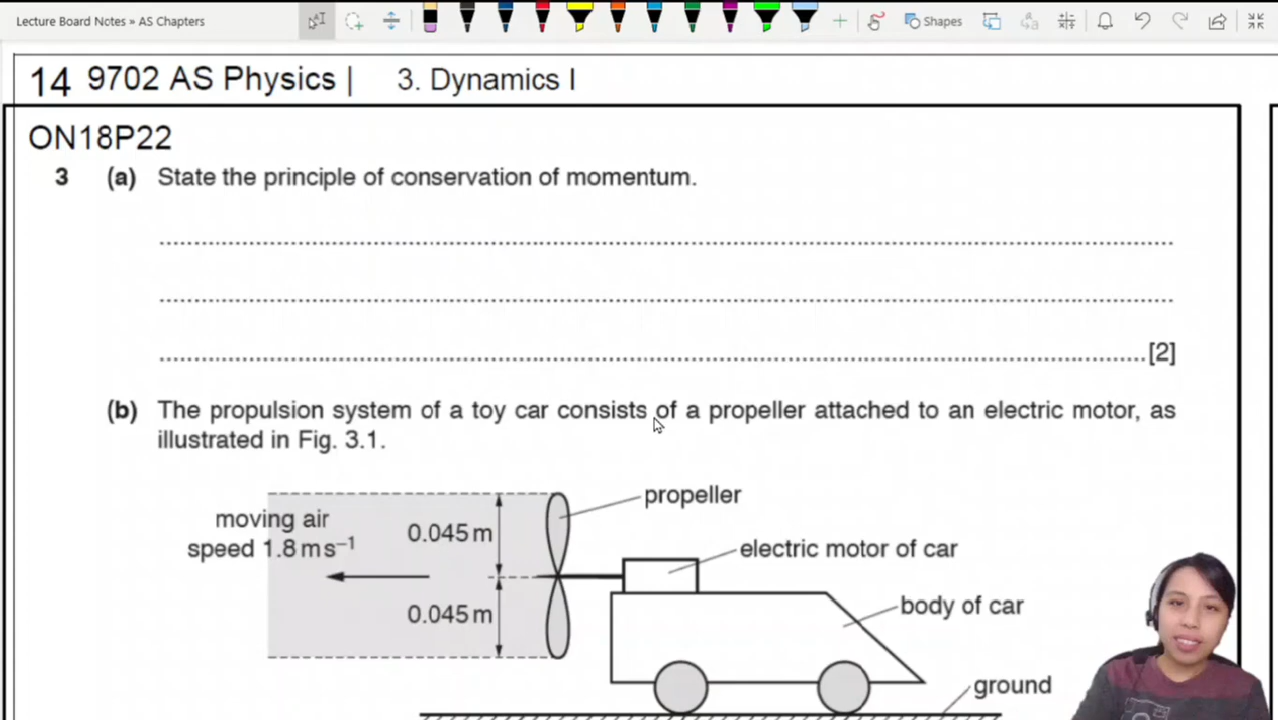 Lecture Board Notes » AS Chapters
Shapes
14 9702 AS Physics | 3. Dynamics I
ON18P22
3 (a) State the principle of conservation of momentum.
[2]
(b) The propulsion system of a toy car consists of a propeller attached to an electric motor, as
illustrated in Fig. 3.1.
propeller
moving air
speed 1.8 m s⁻¹
0.045 m
electric motor of car
0.045 m
body of car
ground